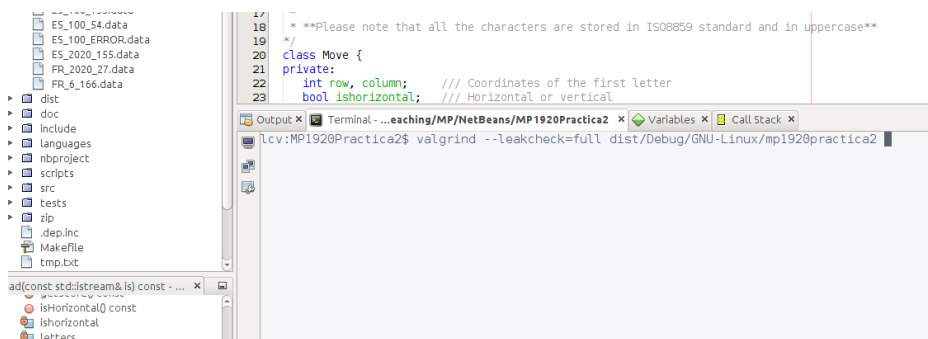 ES_100_54.data
ES_100_ERROR.data
ES_2020_155.data
FR_2020_27.data
FR_6_166.data
dist
doc
include
languages
nbproject
scripts
src
tests
zip
.dep.inc
Makefile
tmp.txt
ad(const std::istream& is) const - ...
isHorizontal() const
ishorizontal
letters
17 *
18 * **Please note that all the characters are stored in ISO8859 standard and in uppercase**
19 */
20 class Move {
21 private:
22 int row, column; /// Coordinates of the first letter
23 bool ishorizontal; /// Horizontal or vertical
Output Terminal - ...eaching/MP/NetBeans/MP1920Practica2 Variables Call Stack
lcv:MP1920Practica2$ valgrind --leakcheck=full dist/Debug/GNU-Linux/mp1920practica2